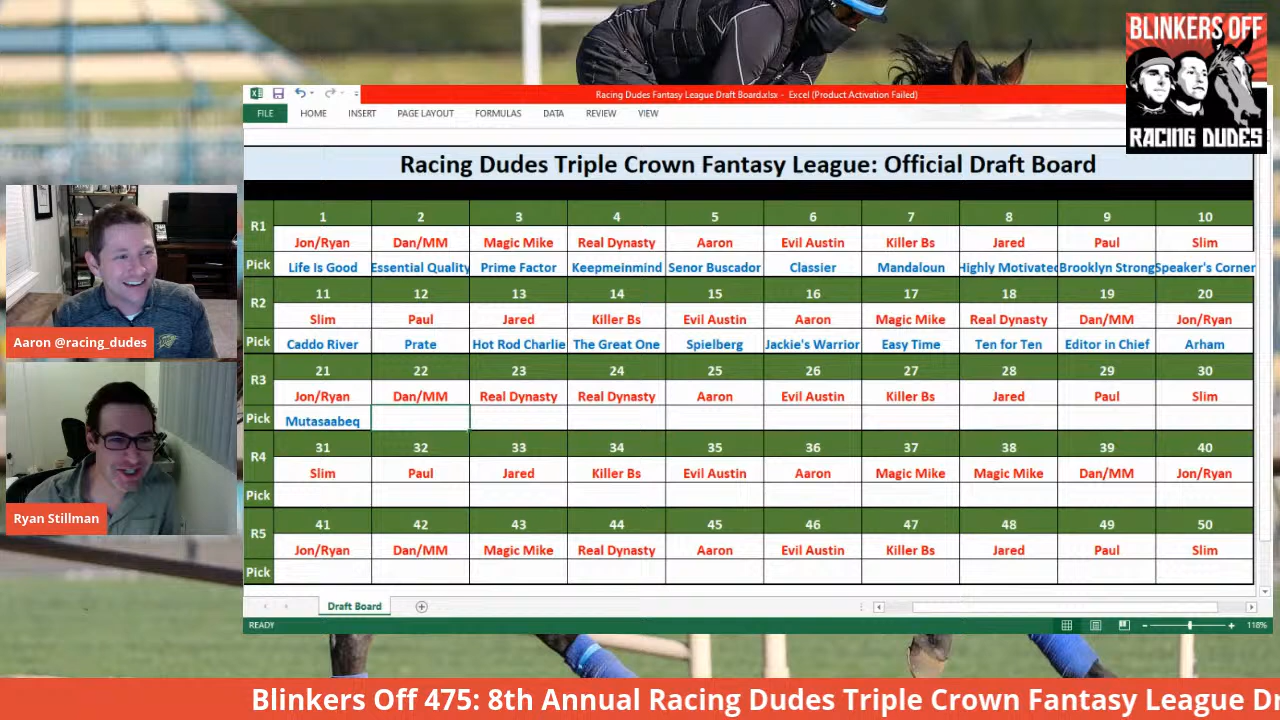 BLINKERS OFF
RACING DUDES
Racing Dudes Fantasy League Draft Board.xlsx - Excel (Product Activation Failed)
FILE HOME INSERT PAGE LAYOUT FORMULAS DATA REVIEW VIEW
Racing Dudes Triple Crown Fantasy League: Official Draft Board
R1 1 2 3 4 5 6 7 8 9 10
Jon/Ryan Dan/MM Magic Mike Real Dynasty Aaron Evil Austin Killer Bs Jared Paul Slim
Pick Life Is Good Essential Quality Prime Factor Keepmeinmind Senor Buscador Classier Mandaloun Highly Motivated Brooklyn Strong Speaker's Corner
R2 11 12 13 14 15 16 17 18 19 20
Slim Paul Jared Killer Bs Evil Austin Aaron Magic Mike Real Dynasty Dan/MM Jon/Ryan
Pick Caddo River Prate Hot Rod Charlie The Great One Spielberg Jackie's Warrior Easy Time Ten for Ten Editor in Chief Arham
R3 21 22 23 24 25 26 27 28 29 30
Jon/Ryan Dan/MM Real Dynasty Real Dynasty Aaron Evil Austin Killer Bs Jared Paul Slim
Pick Mutasaabeq
R4 31 32 33 34 35 36 37 38 39 40
Slim Paul Jared Killer Bs Evil Austin Aaron Magic Mike Magic Mike Dan/MM Jon/Ryan
Pick
R5 41 42 43 44 45 46 47 48 49 50
Jon/Ryan Dan/MM Magic Mike Real Dynasty Aaron Evil Austin Killer Bs Jared Paul Slim
Pick
Draft Board
READY 118%
Aaron @racing_dudes
Ryan Stillman
Blinkers Off 475: 8th Annual Racing Dudes Triple Crown Fantasy League Dr